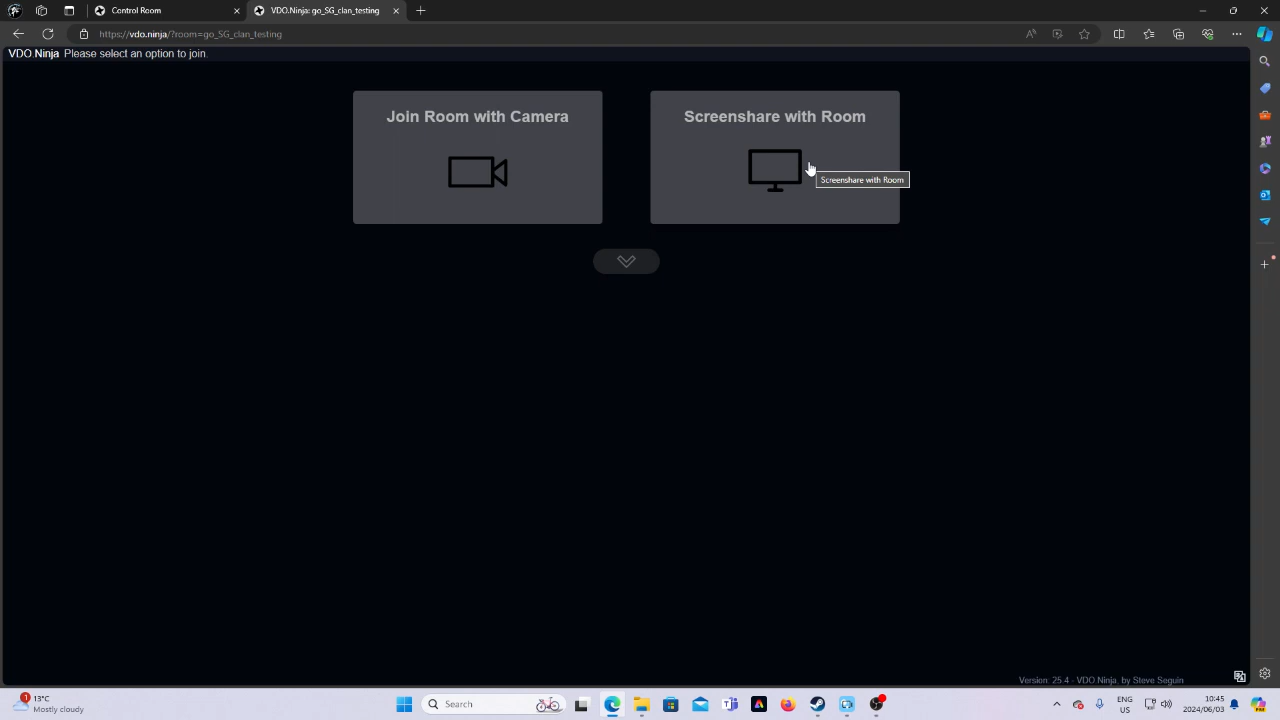 Control Room
VDO.Ninja: go_SG_clan_testing
https://vdo.ninja/?room=go_SG_clan_testing
VDO.Ninja Please select an option to join.
Join Room with Camera
Screenshare with Room
Screenshare with Room
Version: 25.4 - VDO.Ninja, by Steve Seguin
1
13°C
Mostly cloudy
Search
ENG
US
10:45
2024/06/03